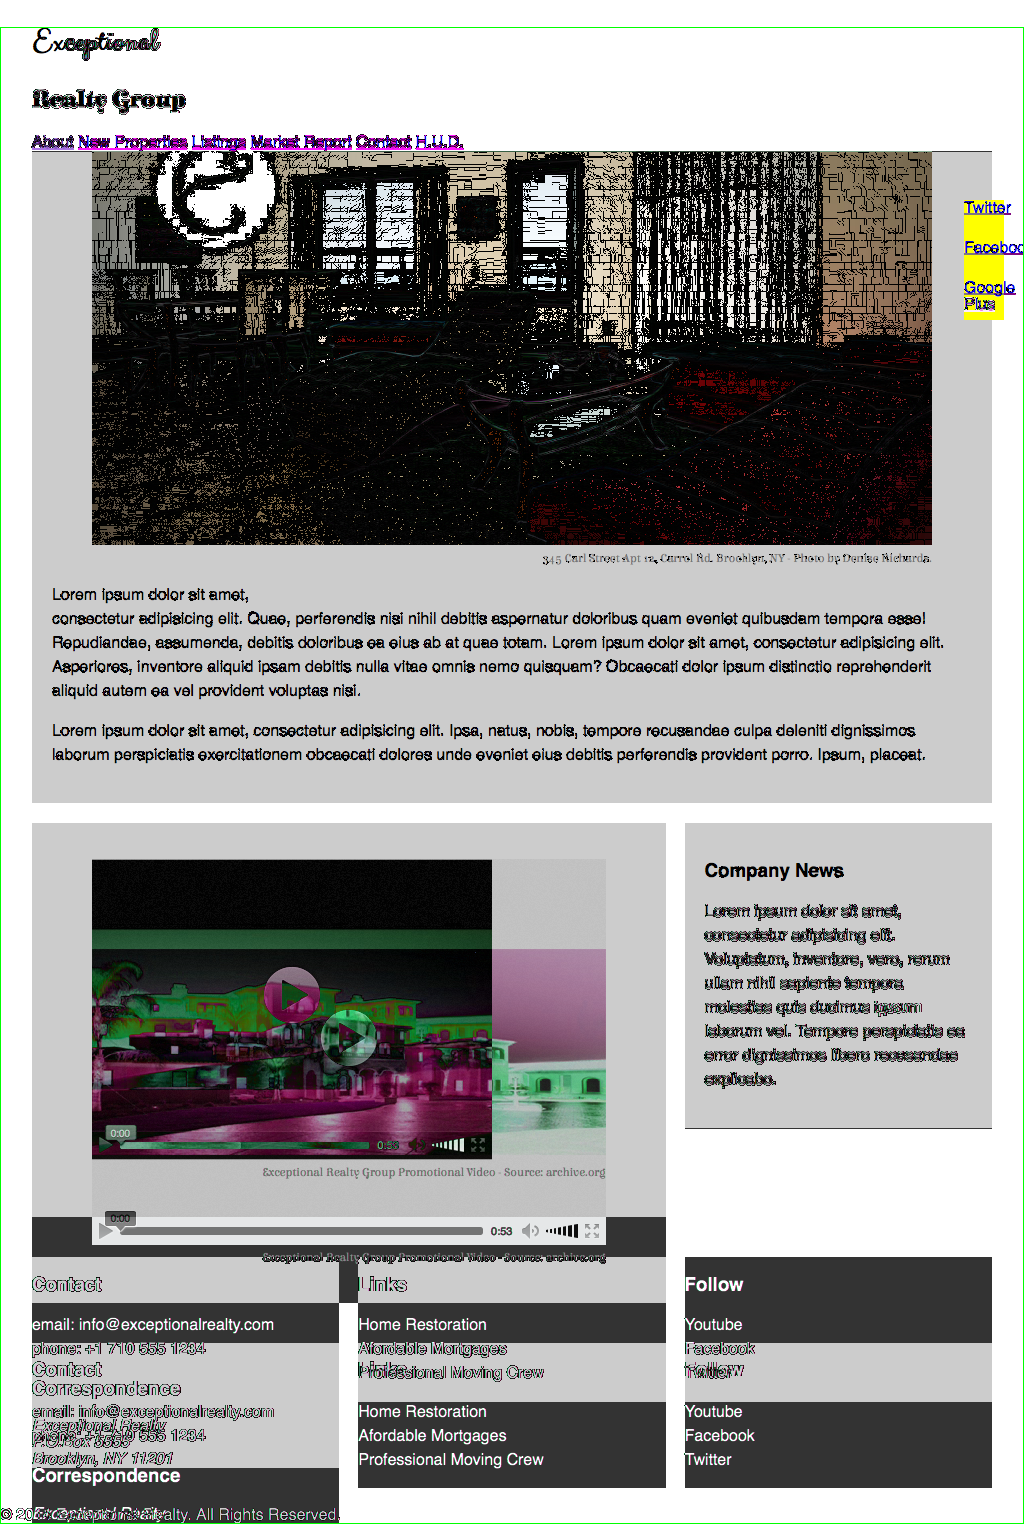 Exceptional
Realty Group
About New Properties Listings Market Report Contact H.U.D.
Twitter
Faceboo
Google
Plus
345 Carl Street Apt 12, Carrol Rd. Brooklyn, NY - Photo by Denise Richards.
Lorem ipsum dolor sit amet,
consectetur adipisicing elit. Quae, perferendis nisi nihil debitis aspernatur doloribus quam eveniet quibusdam tempora esse!
Repudiandae, assumenda, debitis doloribus ea eius ab at quae totam. Lorem ipsum dolor sit amet, consectetur adipisicing elit.
Asperiores, inventore aliquid ipsam debitis nulla vitae omnis nemo quisquam? Obcaecati dolor ipsum distinctio reprehenderit
aliquid autem ea vel provident voluptas nisi.
Lorem ipsum dolor sit amet, consectetur adipisicing elit. Ipsa, natus, nobis, tempore recusandae culpa deleniti dignissimos
laborum perspiciatis exercitationem obcaecati dolores unde eveniet eius debitis perferendis provident porro. Ipsum, placeat.
0:00
0:53
Exceptional Realty Group Promotional Video - Source: archive.org
0:00
0:53
Exceptional Realty Group Promotional Video - Source: archive.org
Company News
Lorem ipsum dolor sit amet,
consectetur adipisicing elit.
Voluptatum, inventore, vero, rerum
ullam nihil sapiente tempora
molestias quis ducimus ipsum
laborum vel. Tempore perspiciatis ea
error dignissimos libero recusandae
explicabo.
Contact
email: info@exceptionalrealty.com
phone: +1 710 555 1234
Contact
Correspondence
email: info@exceptionalrealty.com
Exceptional Realty
phone: +1 710 555 1234
P.O.Box 5555
Brooklyn, NY 11201
Correspondence
Exceptional Realty
Links
Home Restoration
Afordable Mortgages
Links
Professional Moving Crew
Home Restoration
Afordable Mortgages
Professional Moving Crew
Follow
Youtube
Facebook
Follow
Twitter
Youtube
Facebook
Twitter
Exceptional Realty. All Rights Reserved.